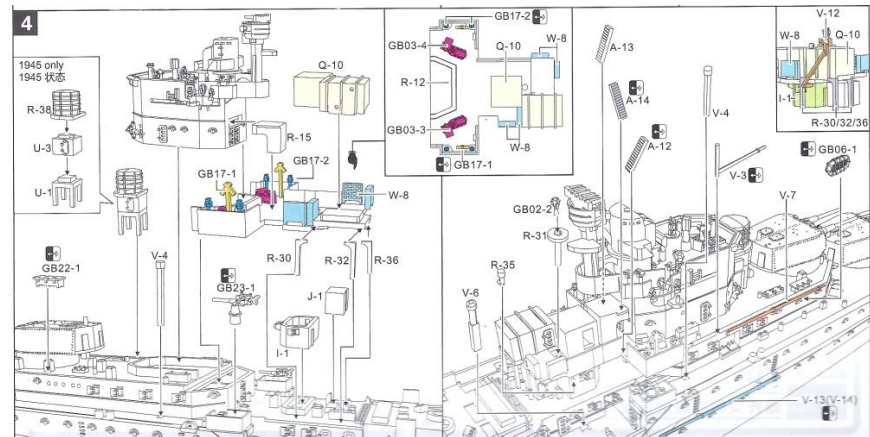 4
1945 only
1945 状态
R-38
U-3
U-1
Q-10
R-15
GB17-1
GB17-2
W-8
GB22-1
V-4
GB23-1
R-30
R-32
R-36
J-1
I-1
GB17-2
GB03-4
W-8
Q-10
R-12
GB03-3
W-8
GB17-1
A-13
A-14
A-12
V-4
V-3
GB06-1
V-7
GB02-2
R-31
R-35
V-6
V-13(V-14)
V-12
W-8
Q-10
I-1
R-30/32/36